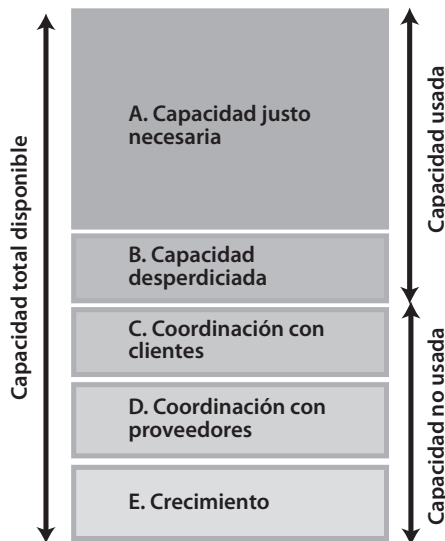 Capacidad total disponible
A. Capacidad justo
necesaria
B. Capacidad
desperdiciada
C. Coordinación con
clientes
D. Coordinación con
proveedores
E. Crecimiento
Capacidad usada
Capacidad no usada